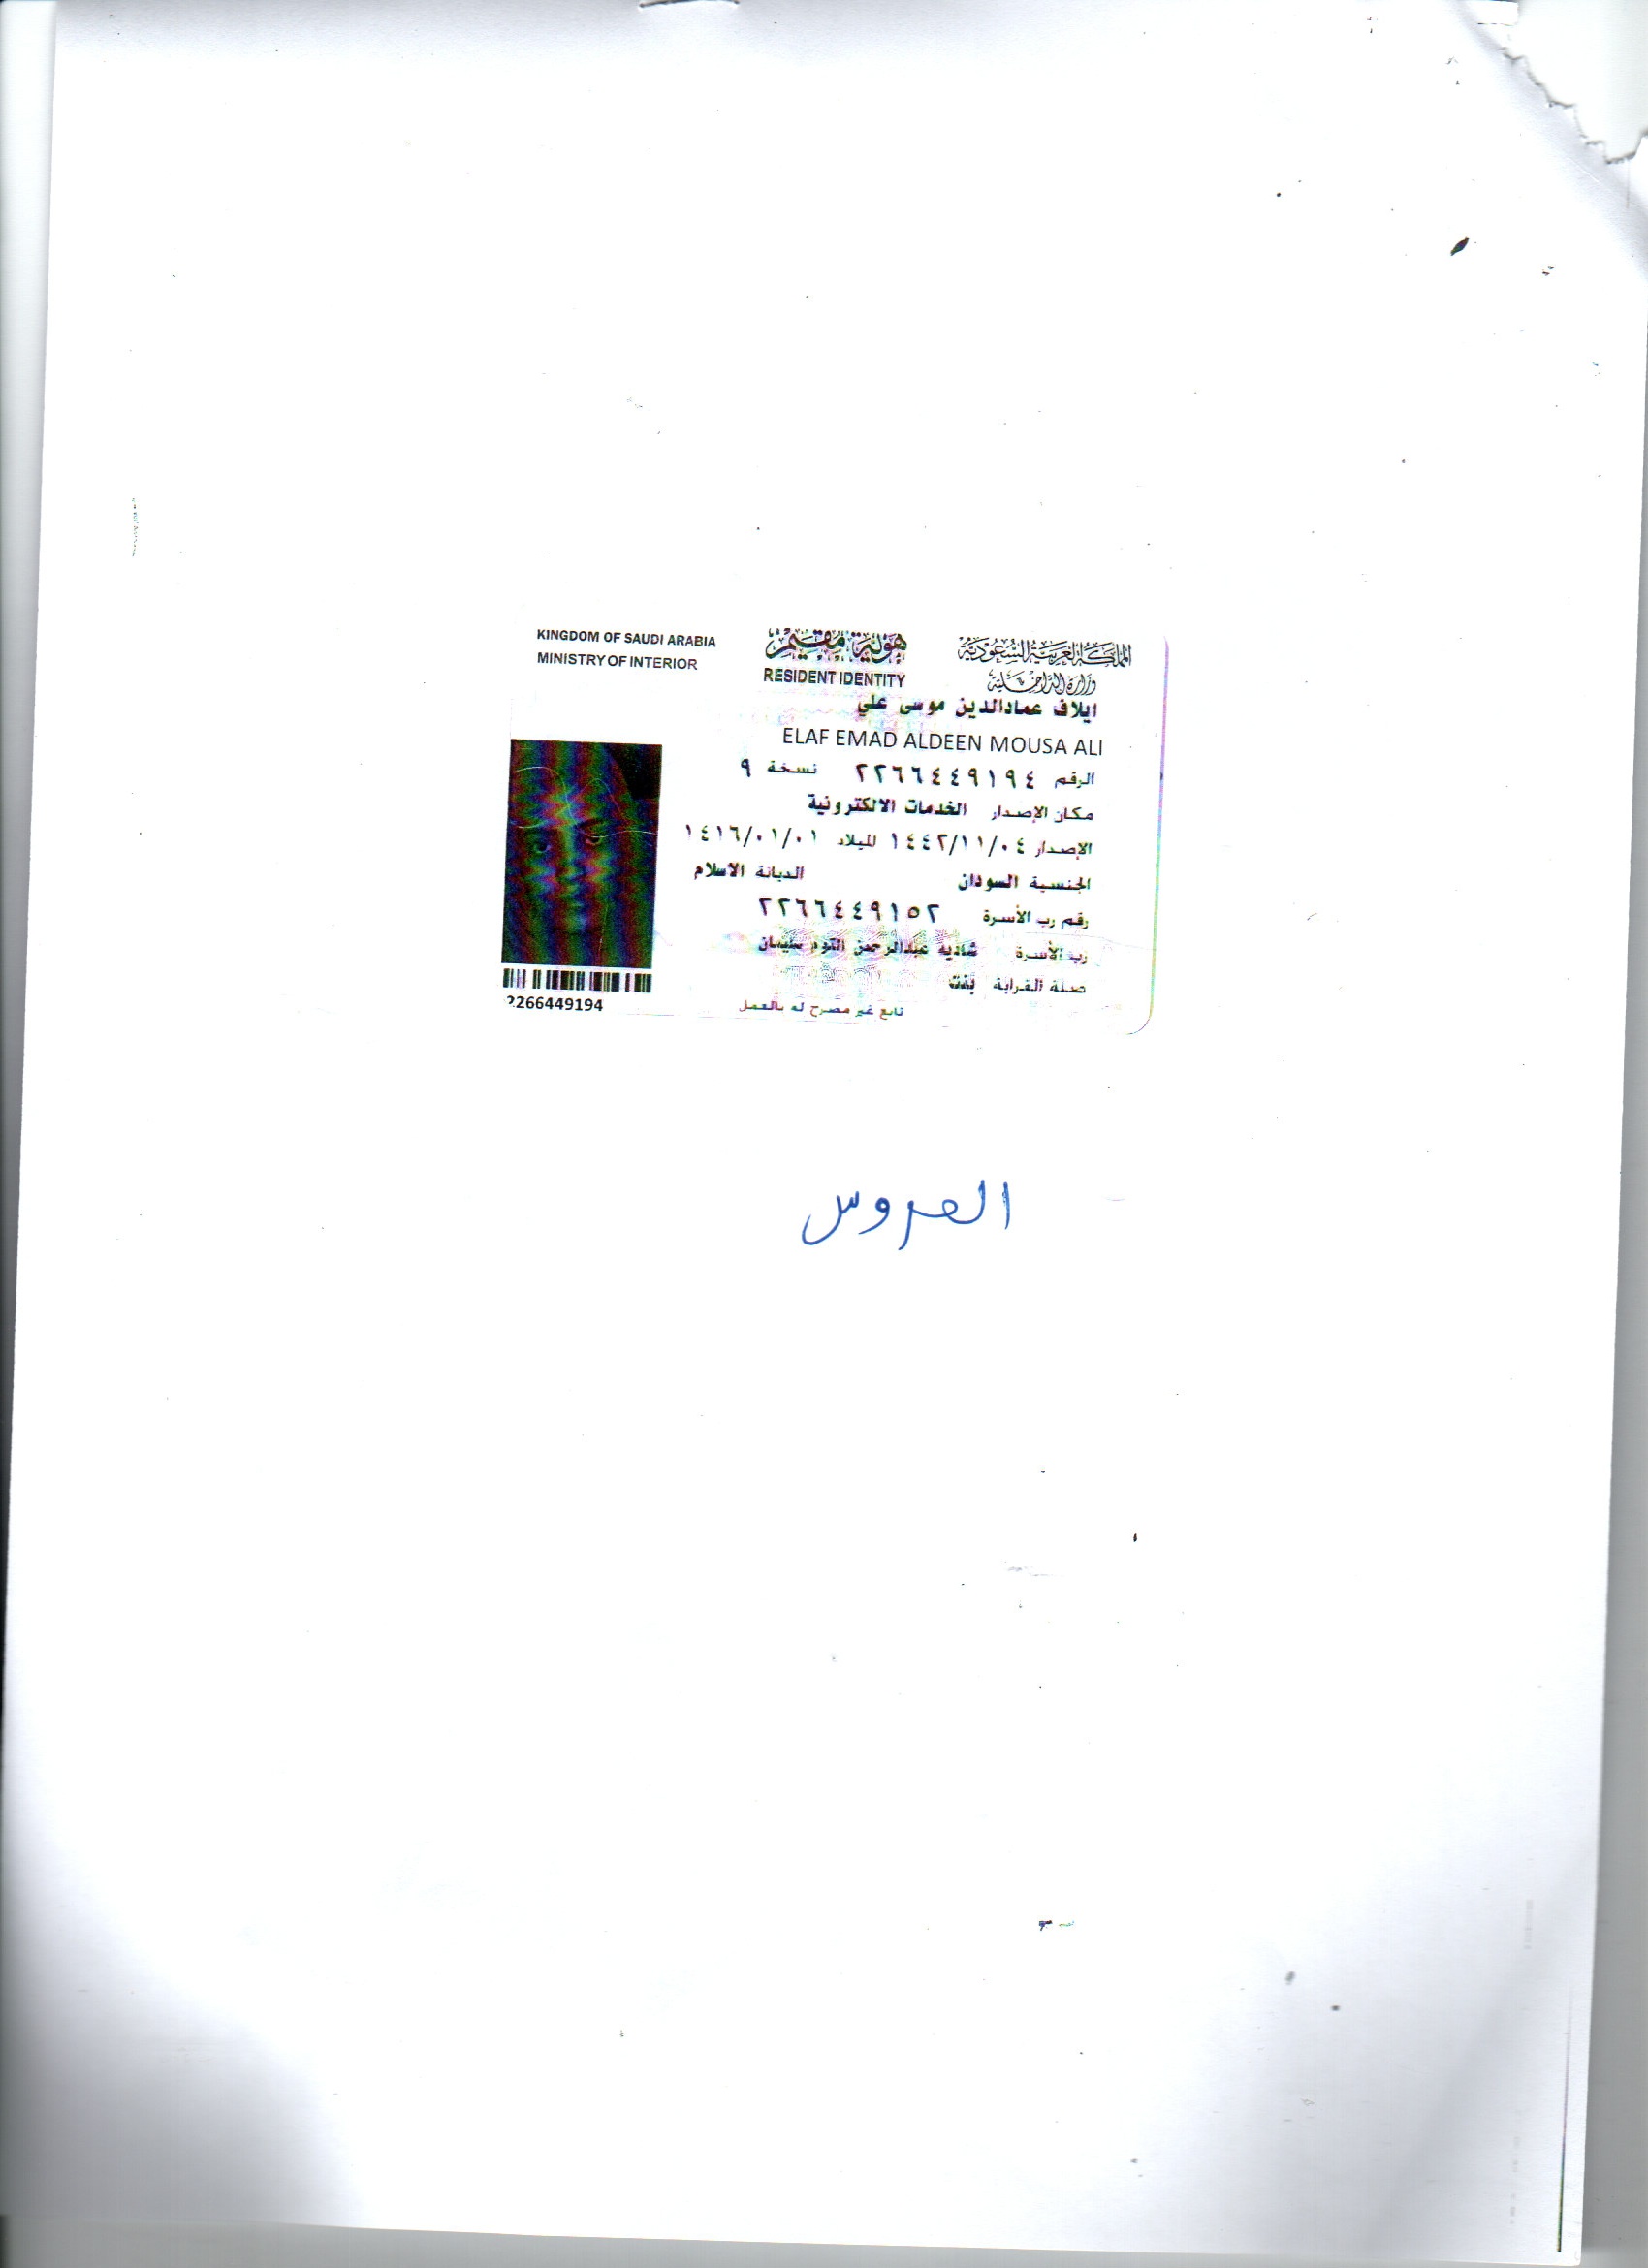 KINGDOM OF SAUDI ARABIA
MINISTRY OF INTERIOR
هوية مقيم
RESIDENT IDENTITY
المملكة العربية السعودية
وزارة الداخلية
ايلاف عمادالدين موسى علي
ELAF EMAD ALDEEN MOUSA ALI
الرقم ٢٢٦٦٤٤٩١٩٤ نسخة ٩
مكان الإصدار الخدمات الالكترونية
الإصدار ١٤٤٢/١١/٠٤ الميلاد ١٤١٦/٠١/٠١
الجنسية السودان الديانة الاسلام
رقم رب الأسرة ٢٢٦٦٤٤٩١٥٢
رب الأسرة شاديه عبدالرحمن التوم سليمان
صلة القرابة بنت
تابع غير مصرح له بالعمل
2266449194
العروس